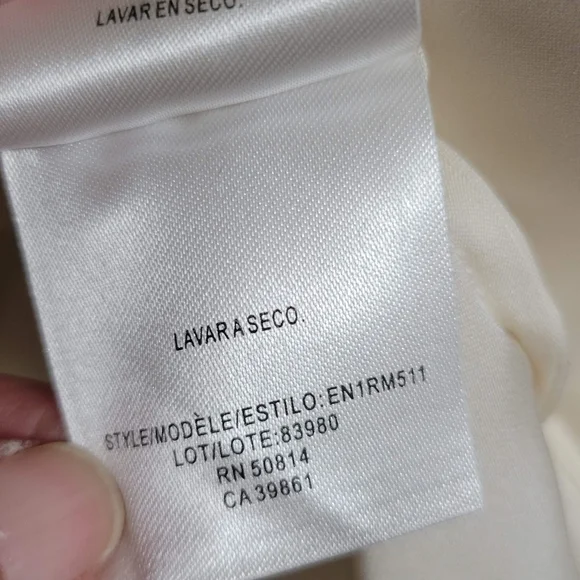 LAVAR EN SECO.
LAVAR A SECO.
STYLE/MODÈLE/ESTILO: EN1RM511
LOT/LOTE: 83980
RN 50814
CA 39861